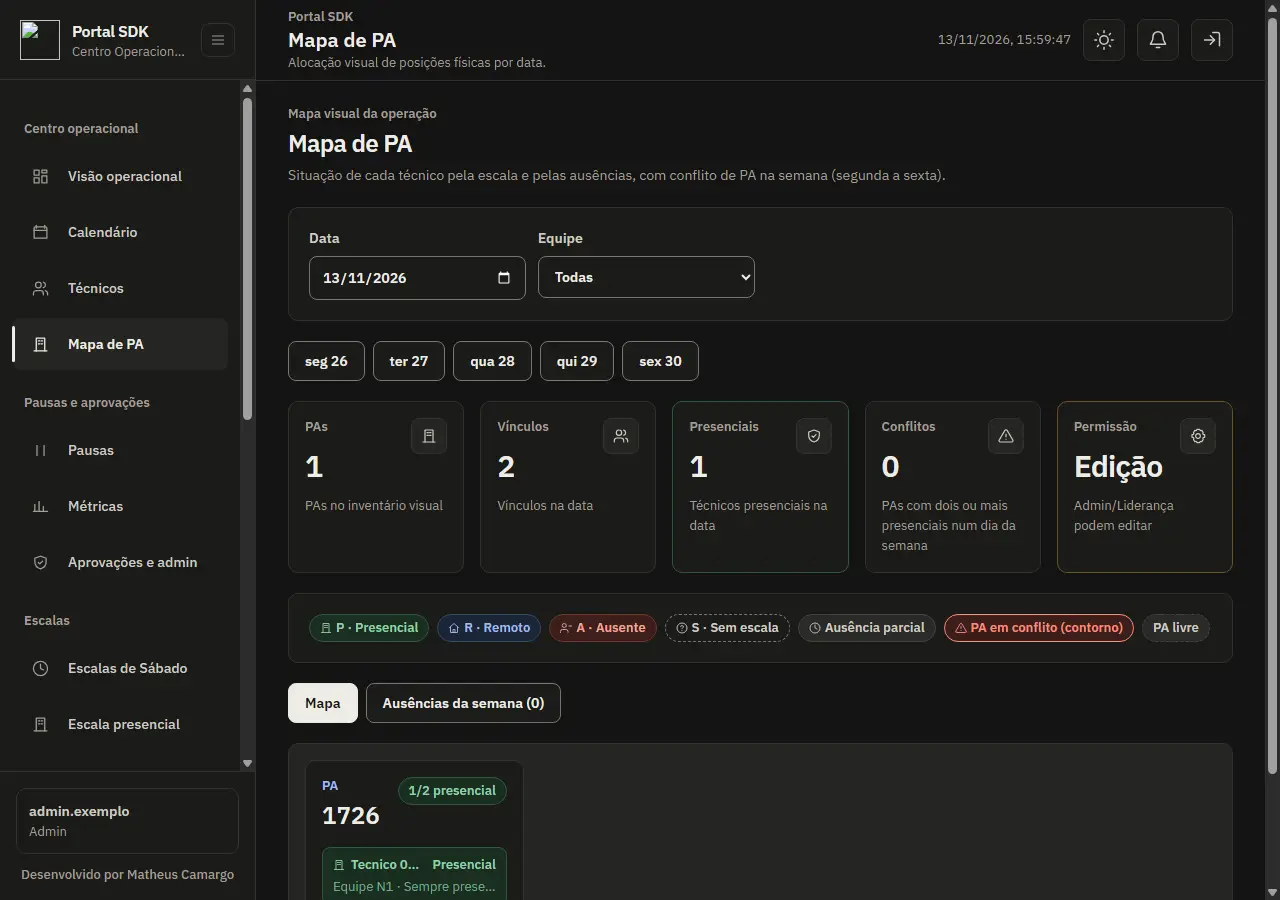 Portal SDK
Centro Operacion...
Centro operacional
Visão operacional
Calendário
Técnicos
Mapa de PA
Pausas e aprovações
Pausas
Métricas
Aprovações e admin
Escalas
Escalas de Sábado
Escala presencial
admin.exemplo
Admin
Desenvolvido por Matheus Camargo
Portal SDK
Mapa de PA
Alocação visual de posições físicas por data.
13/11/2026, 15:59:47
Mapa visual da operação
Mapa de PA
Situação de cada técnico pela escala e pelas ausências, com conflito de PA na semana (segunda a sexta).
Data
Equipe
13/11/2026
Todas
seg 26
ter 27
qua 28
qui 29
sex 30
PAs
1
PAs no inventário visual
Vínculos
2
Vínculos na data
Presenciais
1
Técnicos presenciais na
data
Conflitos
0
PAs com dois ou mais
presenciais num dia da
semana
Permissão
Edição
Admin/Liderança
podem editar
P · Presencial
R · Remoto
A · Ausente
S · Sem escala
Ausência parcial
PA em conflito (contorno)
PA livre
Mapa
Ausências da semana (0)
PA
1726
1/2 presencial
Tecnico 0...
Presencial
Equipe N1 · Sempre prese...